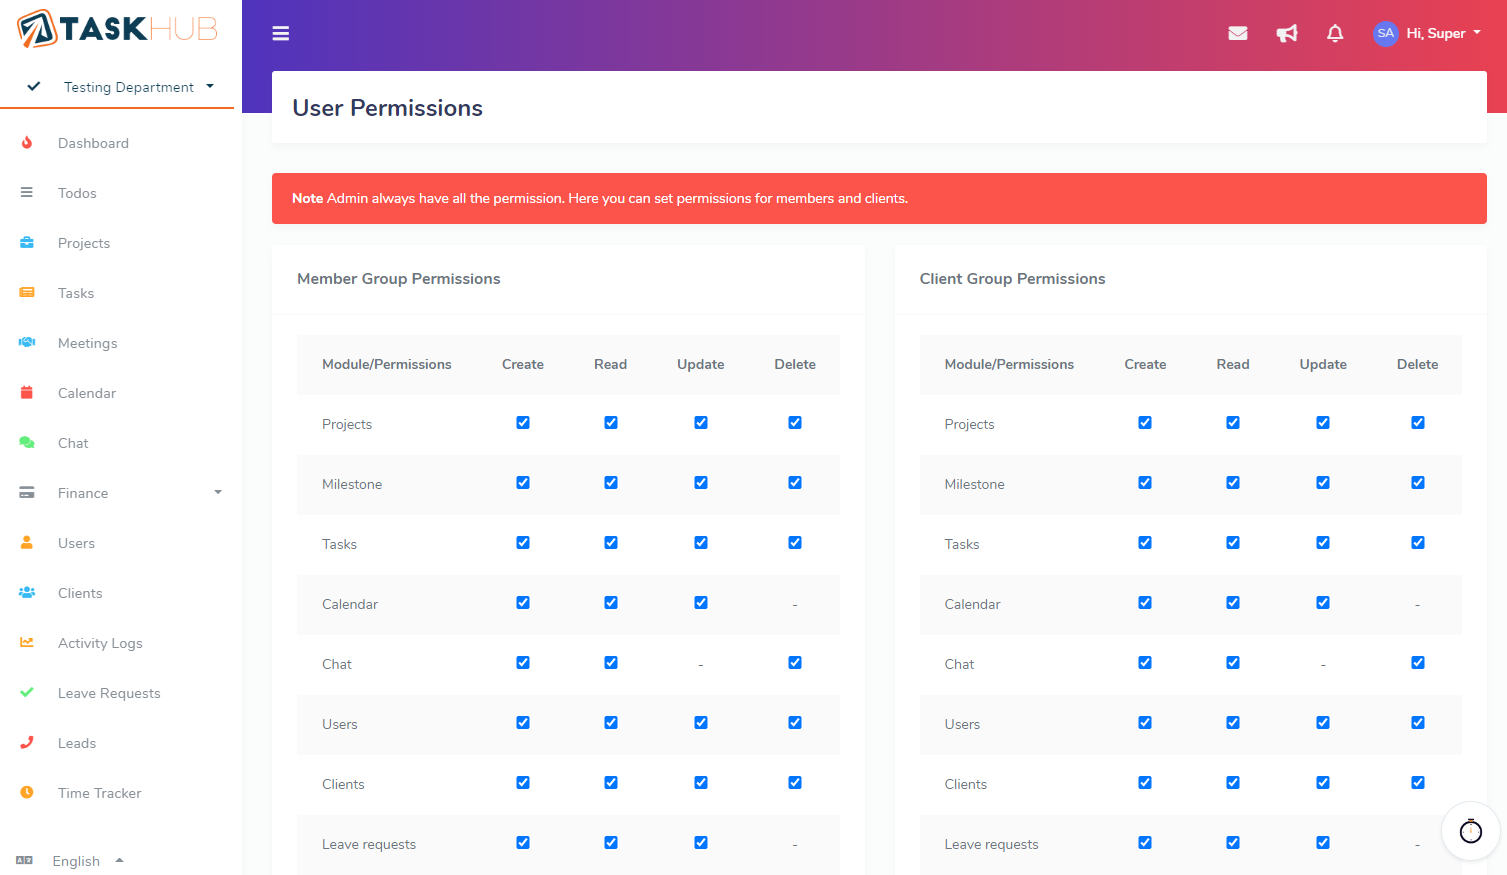 TASKHUB
Testing Department
Dashboard
Todos
Projects
Tasks
Meetings
Calendar
Chat
Finance
Users
Clients
Activity Logs
Leave Requests
Leads
Time Tracker
English
SA Hi, Super
User Permissions
Note Admin always have all the permission. Here you can set permissions for members and clients.
Member Group Permissions
Module/Permissions Create Read Update Delete
Projects
Milestone
Tasks
Calendar -
Chat -
Users
Clients
Leave requests -
Client Group Permissions
Module/Permissions Create Read Update Delete
Projects
Milestone
Tasks
Calendar -
Chat -
Users
Clients
Leave requests -